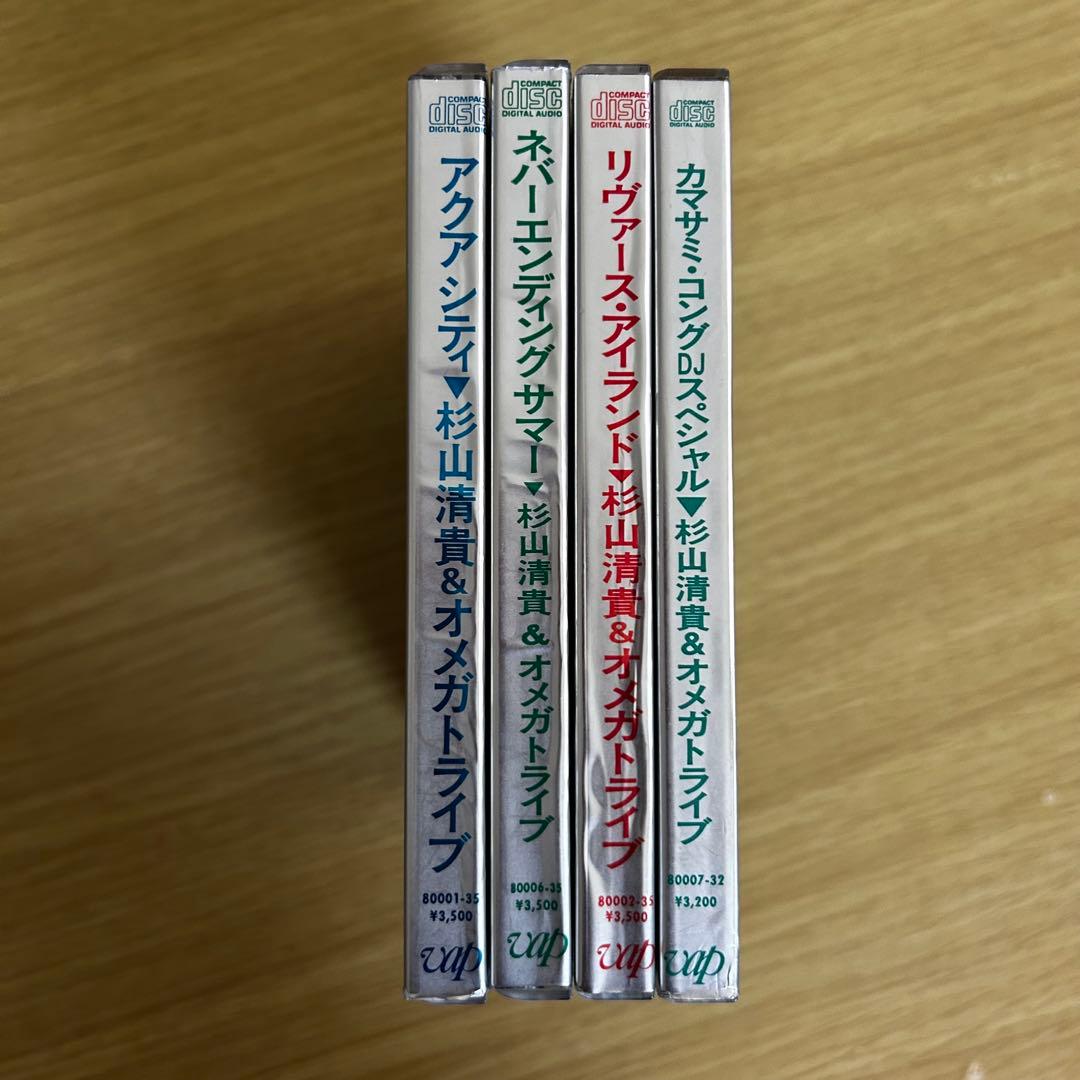 COMPACT
disc
DIGITAL AUDIO
アクア シティ▼杉山清貴&オメガトライブ
80001-35
¥3,500
vap
COMPACT
disc
DIGITAL AUDIO
ネバーエンディングサマー▼杉山清貴&オメガトライブ
80006-35
¥3,500
vap
COMPACT
disc
DIGITAL AUDIO
リヴァース・アイランド▼杉山清貴&オメガトライブ
80002-35
¥3,500
vap
COMPACT
disc
DIGITAL AUDIO
カマサミ・コングDJスペシャル▼杉山清貴&オメガトライブ
80007-32
¥3,200
vap